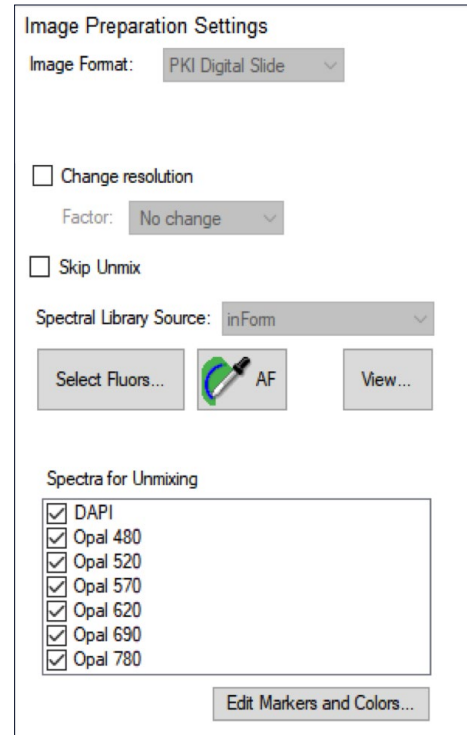 Image Preparation Settings
Image Format: PKI Digital Slide
Change resolution
Factor: No change
Skip Unmix
Spectral Library Source: inForm
Select Fluors... AF View...
Spectra for Unmixing
DAPI
Opal 480
Opal 520
Opal 570
Opal 620
Opal 690
Opal 780
Edit Markers and Colors...